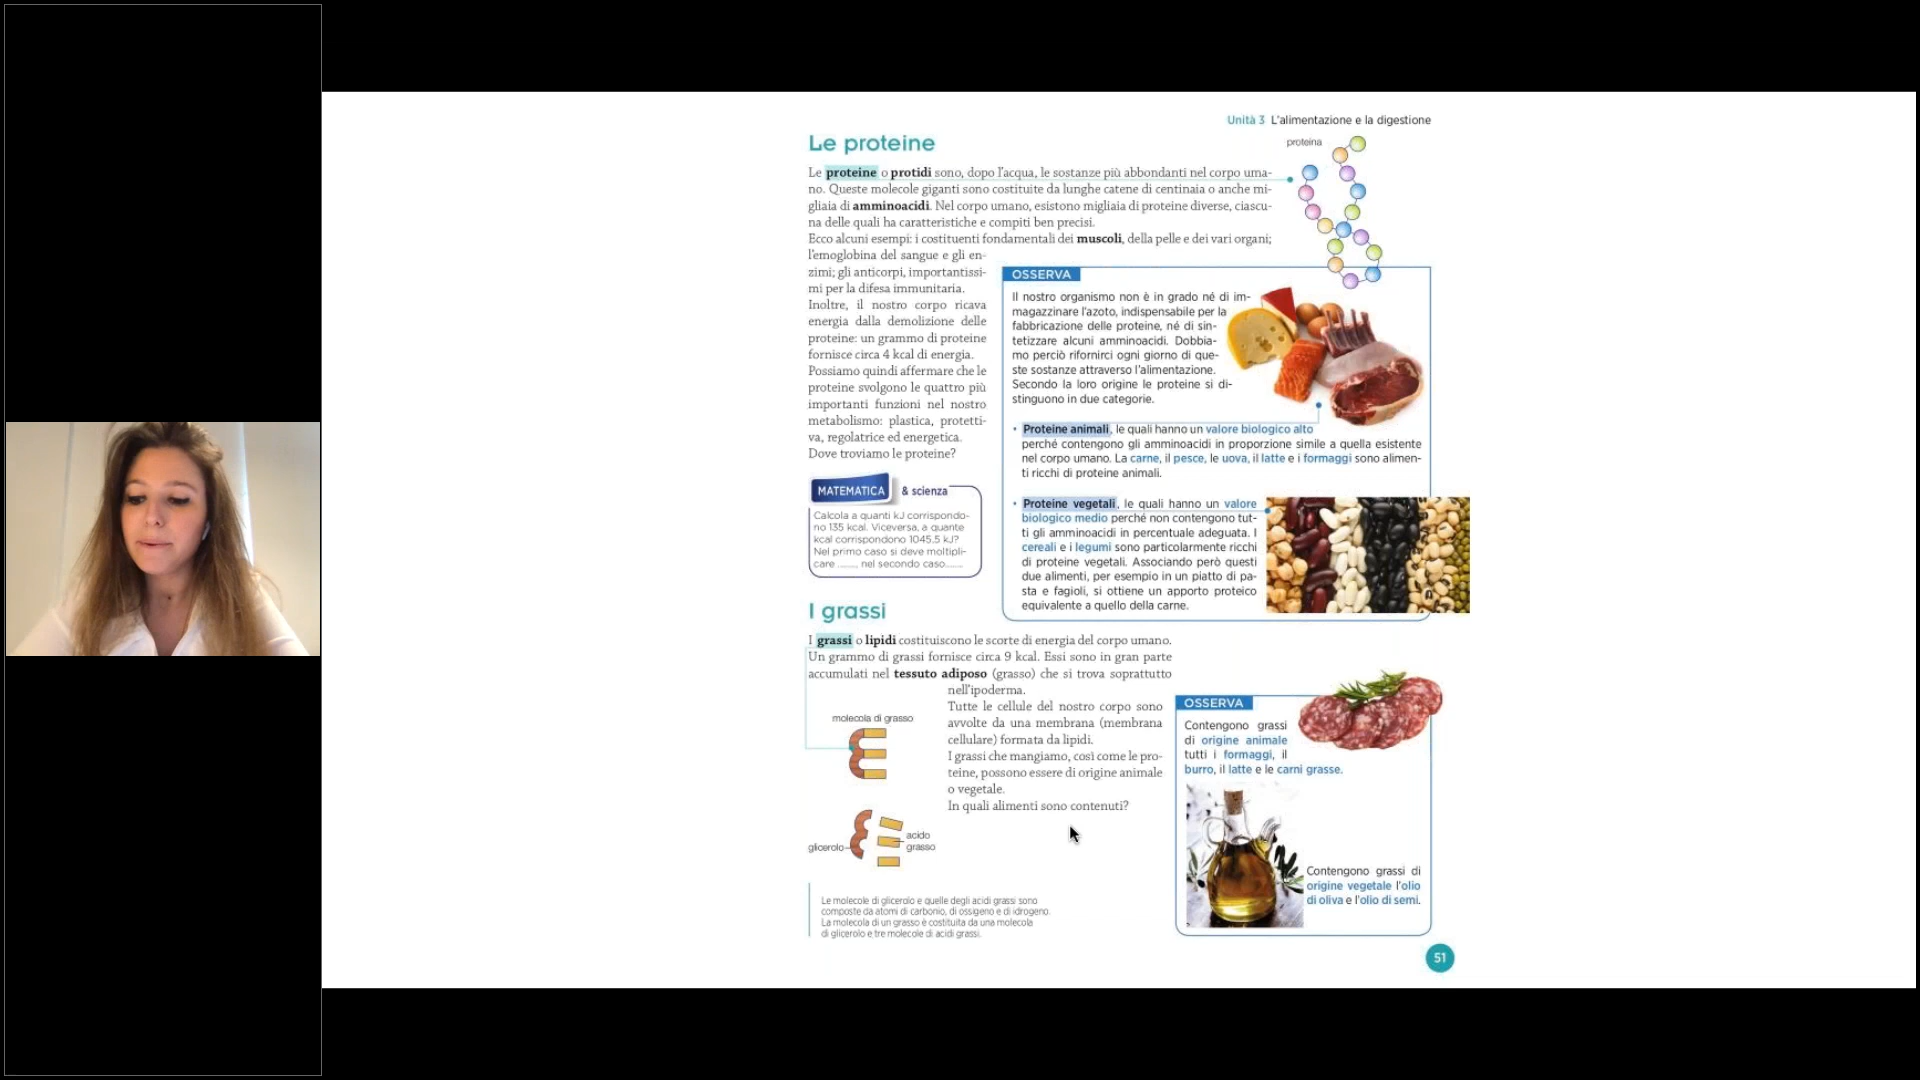 Unità 3 L'alimentazione e la digestione
Le proteine
proteina
Le proteine o protidi sono, dopo l'acqua, le sostanze più abbondanti nel corpo uma-
no. Queste molecole giganti sono costituite da lunghe catene di centinaia o anche mi-
gliaia di amminoacidi. Nel corpo umano, esistono migliaia di proteine diverse, ciascu-
na delle quali ha caratteristiche e compiti ben precisi.
Ecco alcuni esempi: i costituenti fondamentali dei muscoli, della pelle e dei vari organi;
l'emoglobina del sangue e gli en-
zimi; gli anticorpi, importantissi-
mi per la difesa immunitaria.
Inoltre, il nostro corpo ricava
energia dalla demolizione delle
proteine: un grammo di proteine
fornisce circa 4 kcal di energia.
Possiamo quindi affermare che le
proteine svolgono le quattro più
importanti funzioni nel nostro
metabolismo: plastica, protetti-
va, regolatrice ed energetica.
Dove troviamo le proteine?
OSSERVA
Il nostro organismo non è in grado né di im-
magazzinare l'azoto, indispensabile per la
fabbricazione delle proteine, né di sin-
tetizzare alcuni amminoacidi. Dobbia-
mo perciò rifornirci ogni giorno di que-
ste sostanze attraverso l'alimentazione.
Secondo la loro origine le proteine si di-
stinguono in due categorie.
• Proteine animali, le quali hanno un valore biologico alto
perché contengono gli amminoacidi in proporzione simile a quella esistente
nel corpo umano. La carne, il pesce, le uova, il latte e i formaggi sono alimen-
ti ricchi di proteine animali.
• Proteine vegetali, le quali hanno un valore
biologico medio perché non contengono tut-
ti gli amminoacidi in percentuale adeguata. I
cereali e i legumi sono particolarmente ricchi
di proteine vegetali. Associando però questi
due alimenti, per esempio in un piatto di pa-
sta e fagioli, si ottiene un apporto proteico
equivalente a quello della carne.
MATEMATICA & scienza
Calcola a quanti kJ corrispondo-
no 135 kcal. Viceversa, a quante
kcal corrispondono 1045,5 kJ?
Nel primo caso si deve moltipli-
care ........, nel secondo caso........
I grassi
I grassi o lipidi costituiscono le scorte di energia del corpo umano.
Un grammo di grassi fornisce circa 9 kcal. Essi sono in gran parte
accumulati nel tessuto adiposo (grasso) che si trova soprattutto
nell'ipoderma.
Tutte le cellule del nostro corpo sono
avvolte da una membrana (membrana
cellulare) formata da lipidi.
I grassi che mangiamo, così come le pro-
teine, possono essere di origine animale
o vegetale.
In quali alimenti sono contenuti?
molecola di grasso
glicerolo
acido
grasso
Le molecole di glicerolo e quelle degli acidi grassi sono
composte da atomi di carbonio, di ossigeno e di idrogeno.
La molecola di un grasso è costituita da una molecola
di glicerolo e tre molecole di acidi grassi.
OSSERVA
Contengono grassi
di origine animale
tutti i formaggi, il
burro, il latte e le carni grasse.
Contengono grassi di
origine vegetale l'olio
di oliva e l'olio di semi.
51